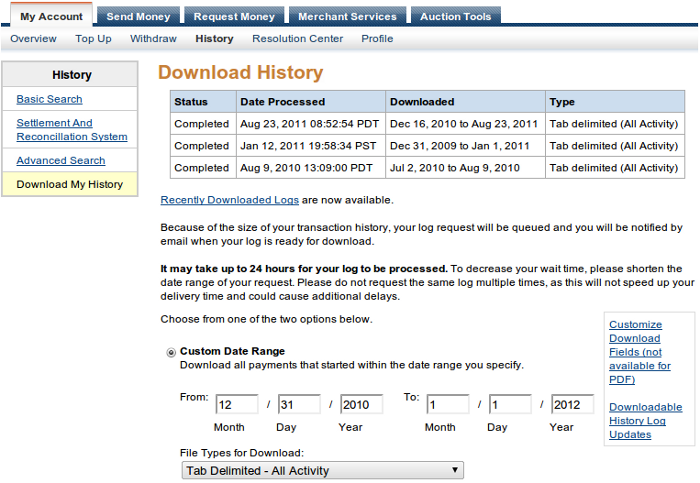 My Account Send Money Request Money Merchant Services Auction Tools
Overview Top Up Withdraw History Resolution Center Profile
History
Basic Search
Settlement And
Reconcillation System
Advanced Search
Download My History
Download History
Status Date Processed Downloaded Type
Completed Aug 23, 2011 08:52:54 PDT Dec 16, 2010 to Aug 23, 2011 Tab delimited (All Activity)
Completed Jan 12, 2011 19:58:34 PST Dec 31, 2009 to Jan 1, 2011 Tab delimited (All Activity)
Completed Aug 9, 2010 13:09:00 PDT Jul 2, 2010 to Aug 9, 2010 Tab delimited (All Activity)
Recently Downloaded Logs are now available.
Because of the size of your transaction history, your log request will be queued and you will be notified by
email when your log is ready for download.
It may take up to 24 hours for your log to be processed. To decrease your wait time, please shorten the
date range of your request. Please do not request the same log multiple times, as this will not speed up your
delivery time and could cause additional delays.
Choose from one of the two options below.
Custom Date Range
Download all payments that started within the date range you specify.
From: 12 / 31 / 2010 To: 1 / 1 / 2012
Month Day Year Month Day Year
File Types for Download:
Tab Delimited - All Activity
Customize
Download
Fields (not
available for
PDF)
Downloadable
History Log
Updates